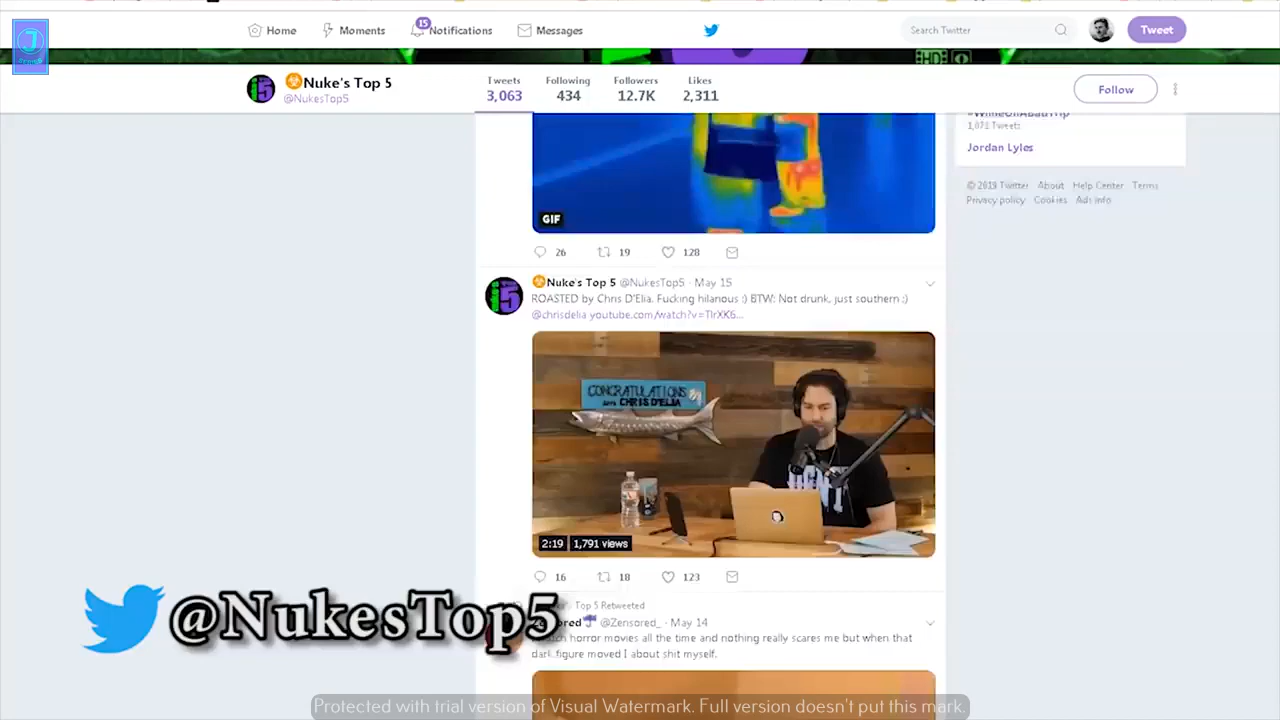 Home
Moments
15
Notifications
Messages
Search Twitter
Tweet
J
HD
Nuke's Top 5
@NukesTop5
Tweets
3,063
Following
434
Followers
12.7K
Likes
2,311
Follow
1,071 Tweets
Jordan Lyles
© 2019 Twitter About Help Center Terms
Privacy policy Cookies Ads info
GIF
26 19 128
Nuke's Top 5 @NukesTop5 · May 15
ROASTED by Chris D'Elia. Fucking hilarious :) BTW: Not drunk, just southern ;)
@chrisdelia youtube.com/watch?v=TIrXK6...
CONGRATULATIONS
CHRIS D'ELIA
2:19 1,791 views
16 18 123
Top 5 Retweeted
@Zensored_ · May 14
horror movies all the time and nothing really scares me but when that
dark figure moved I about shit myself.
@NukesTop5
Protected with trial version of Visual Watermark. Full version doesn't put this mark.